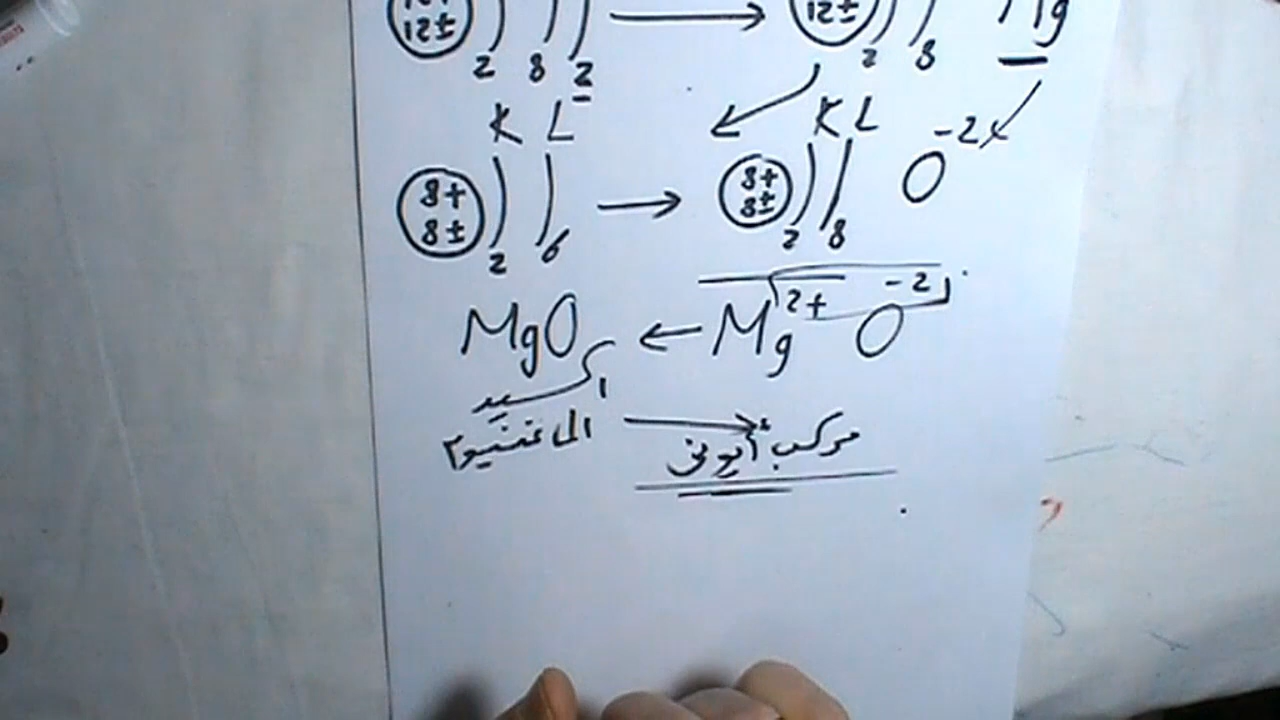 12± 2 8 2 → 12± 2 8 Mg
K L K L
8+ 8± 2 6 → 8+ 8± 2 8 O⁻²
MgO ← Mg²⁺ O⁻²
أكسيد
الماغنسيوم → مركب أيوني